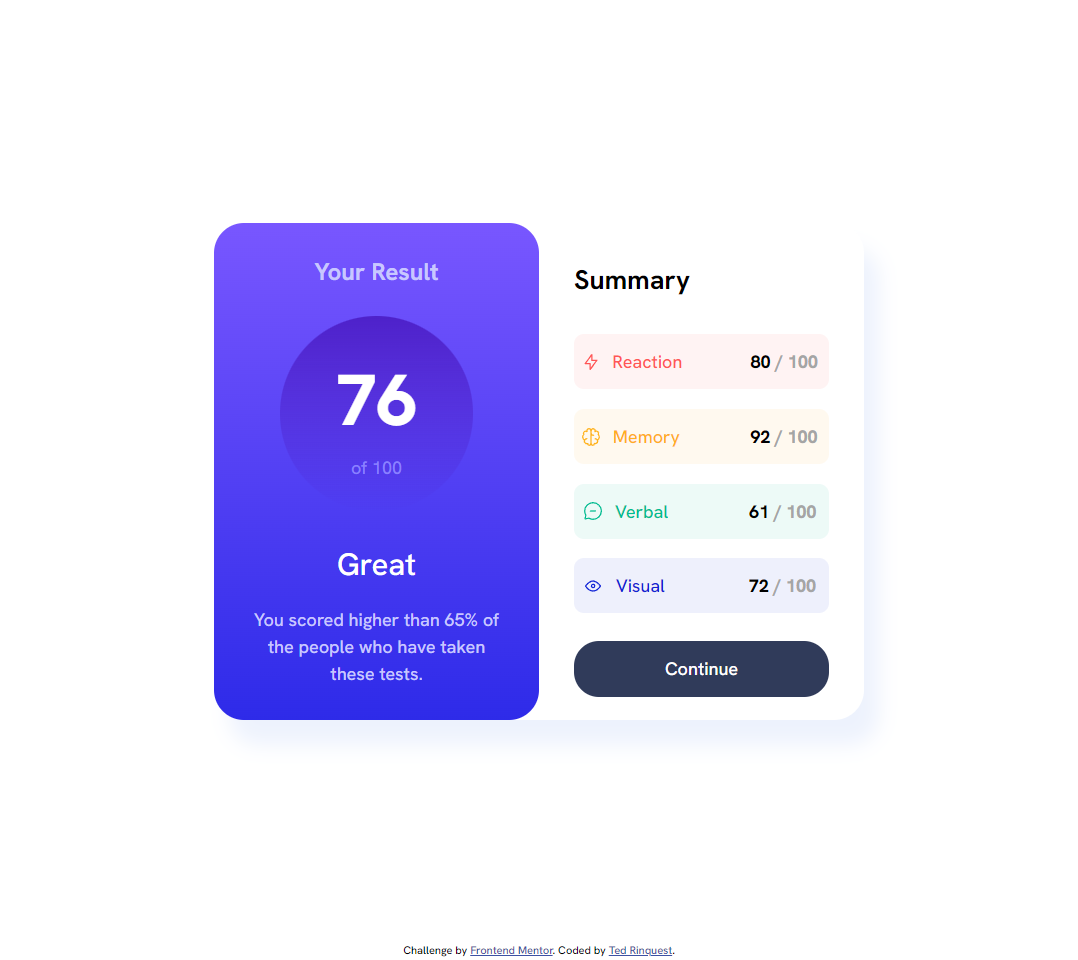 Your Result
76
of 100
Great
You scored higher than 65% of
the people who have taken
these tests.
Summary
Reaction 80 / 100
Memory 92 / 100
Verbal 61 / 100
Visual 72 / 100
Continue
Challenge by Frontend Mentor. Coded by Ted Rinquest.